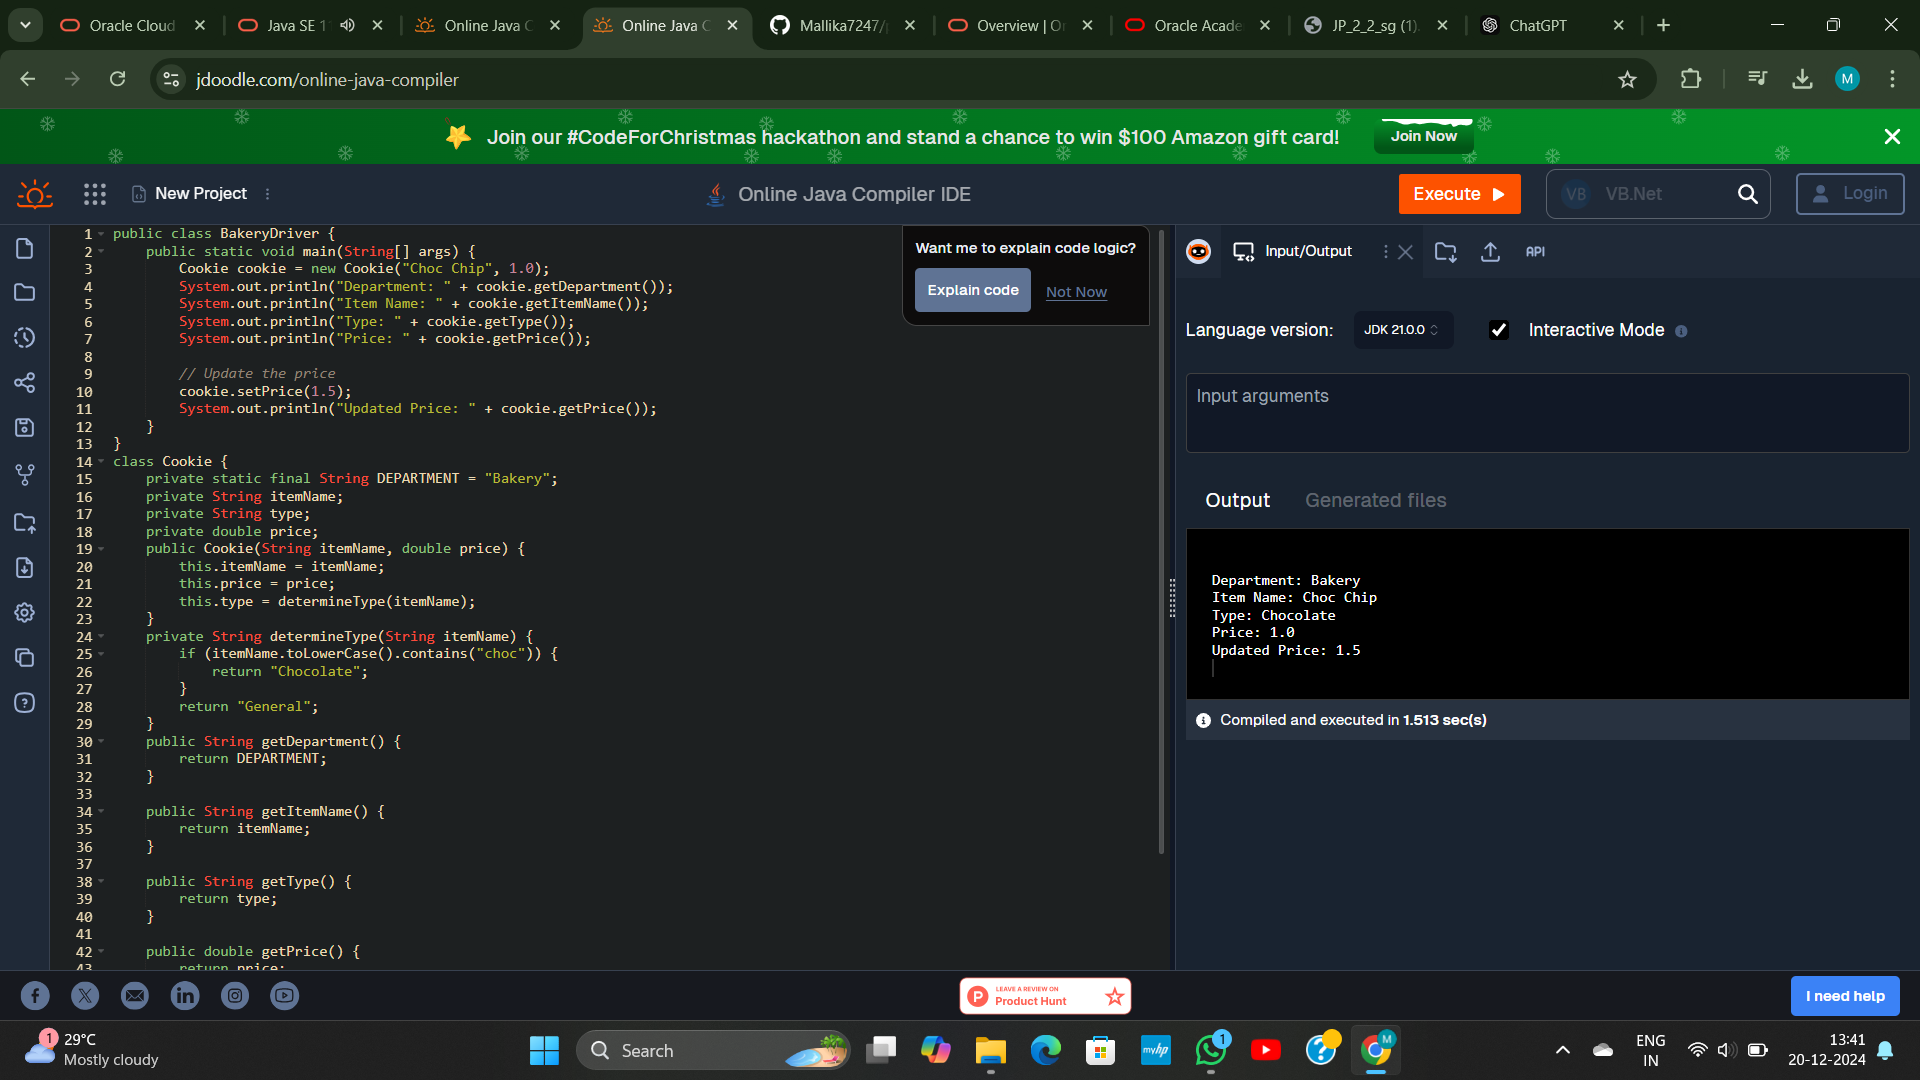 Oracle Cloud
Java SE 1
Online Java C
Online Java C
Mallika7247/
Overview | O
Oracle Acade
JP_2_2_sg (1).
ChatGPT
jdoodle.com/online-java-compiler
M
Join our #CodeForChristmas hackathon and stand a chance to win $100 Amazon gift card!
Join Now
New Project
Online Java Compiler IDE
Execute
VB
VB.Net
Login
1 public class BakeryDriver {
2 public static void main(String[] args) {
3 Cookie cookie = new Cookie("Choc Chip", 1.0);
4 System.out.println("Department: " + cookie.getDepartment());
5 System.out.println("Item Name: " + cookie.getItemName());
6 System.out.println("Type: " + cookie.getType());
7 System.out.println("Price: " + cookie.getPrice());
8
9 // Update the price
10 cookie.setPrice(1.5);
11 System.out.println("Updated Price: " + cookie.getPrice());
12 }
13 }
14 class Cookie {
15 private static final String DEPARTMENT = "Bakery";
16 private String itemName;
17 private String type;
18 private double price;
19 public Cookie(String itemName, double price) {
20 this.itemName = itemName;
21 this.price = price;
22 this.type = determineType(itemName);
23 }
24 private String determineType(String itemName) {
25 if (itemName.toLowerCase().contains("choc")) {
26 return "Chocolate";
27 }
28 return "General";
29 }
30 public String getDepartment() {
31 return DEPARTMENT;
32 }
33
34 public String getItemName() {
35 return itemName;
36 }
37
38 public String getType() {
39 return type;
40 }
41
42 public double getPrice() {
43 return price;
Want me to explain code logic?
Explain code
Not Now
Input/Output
API
Language version:
JDK 21.0.0
Interactive Mode
Input arguments
Output
Generated files
Department: Bakery
Item Name: Choc Chip
Type: Chocolate
Price: 1.0
Updated Price: 1.5
Compiled and executed in 1.513 sec(s)
LEAVE A REVIEW ON
Product Hunt
I need help
1
29°C
Mostly cloudy
Search
myhp
1
M
ENG
IN
13:41
20-12-2024